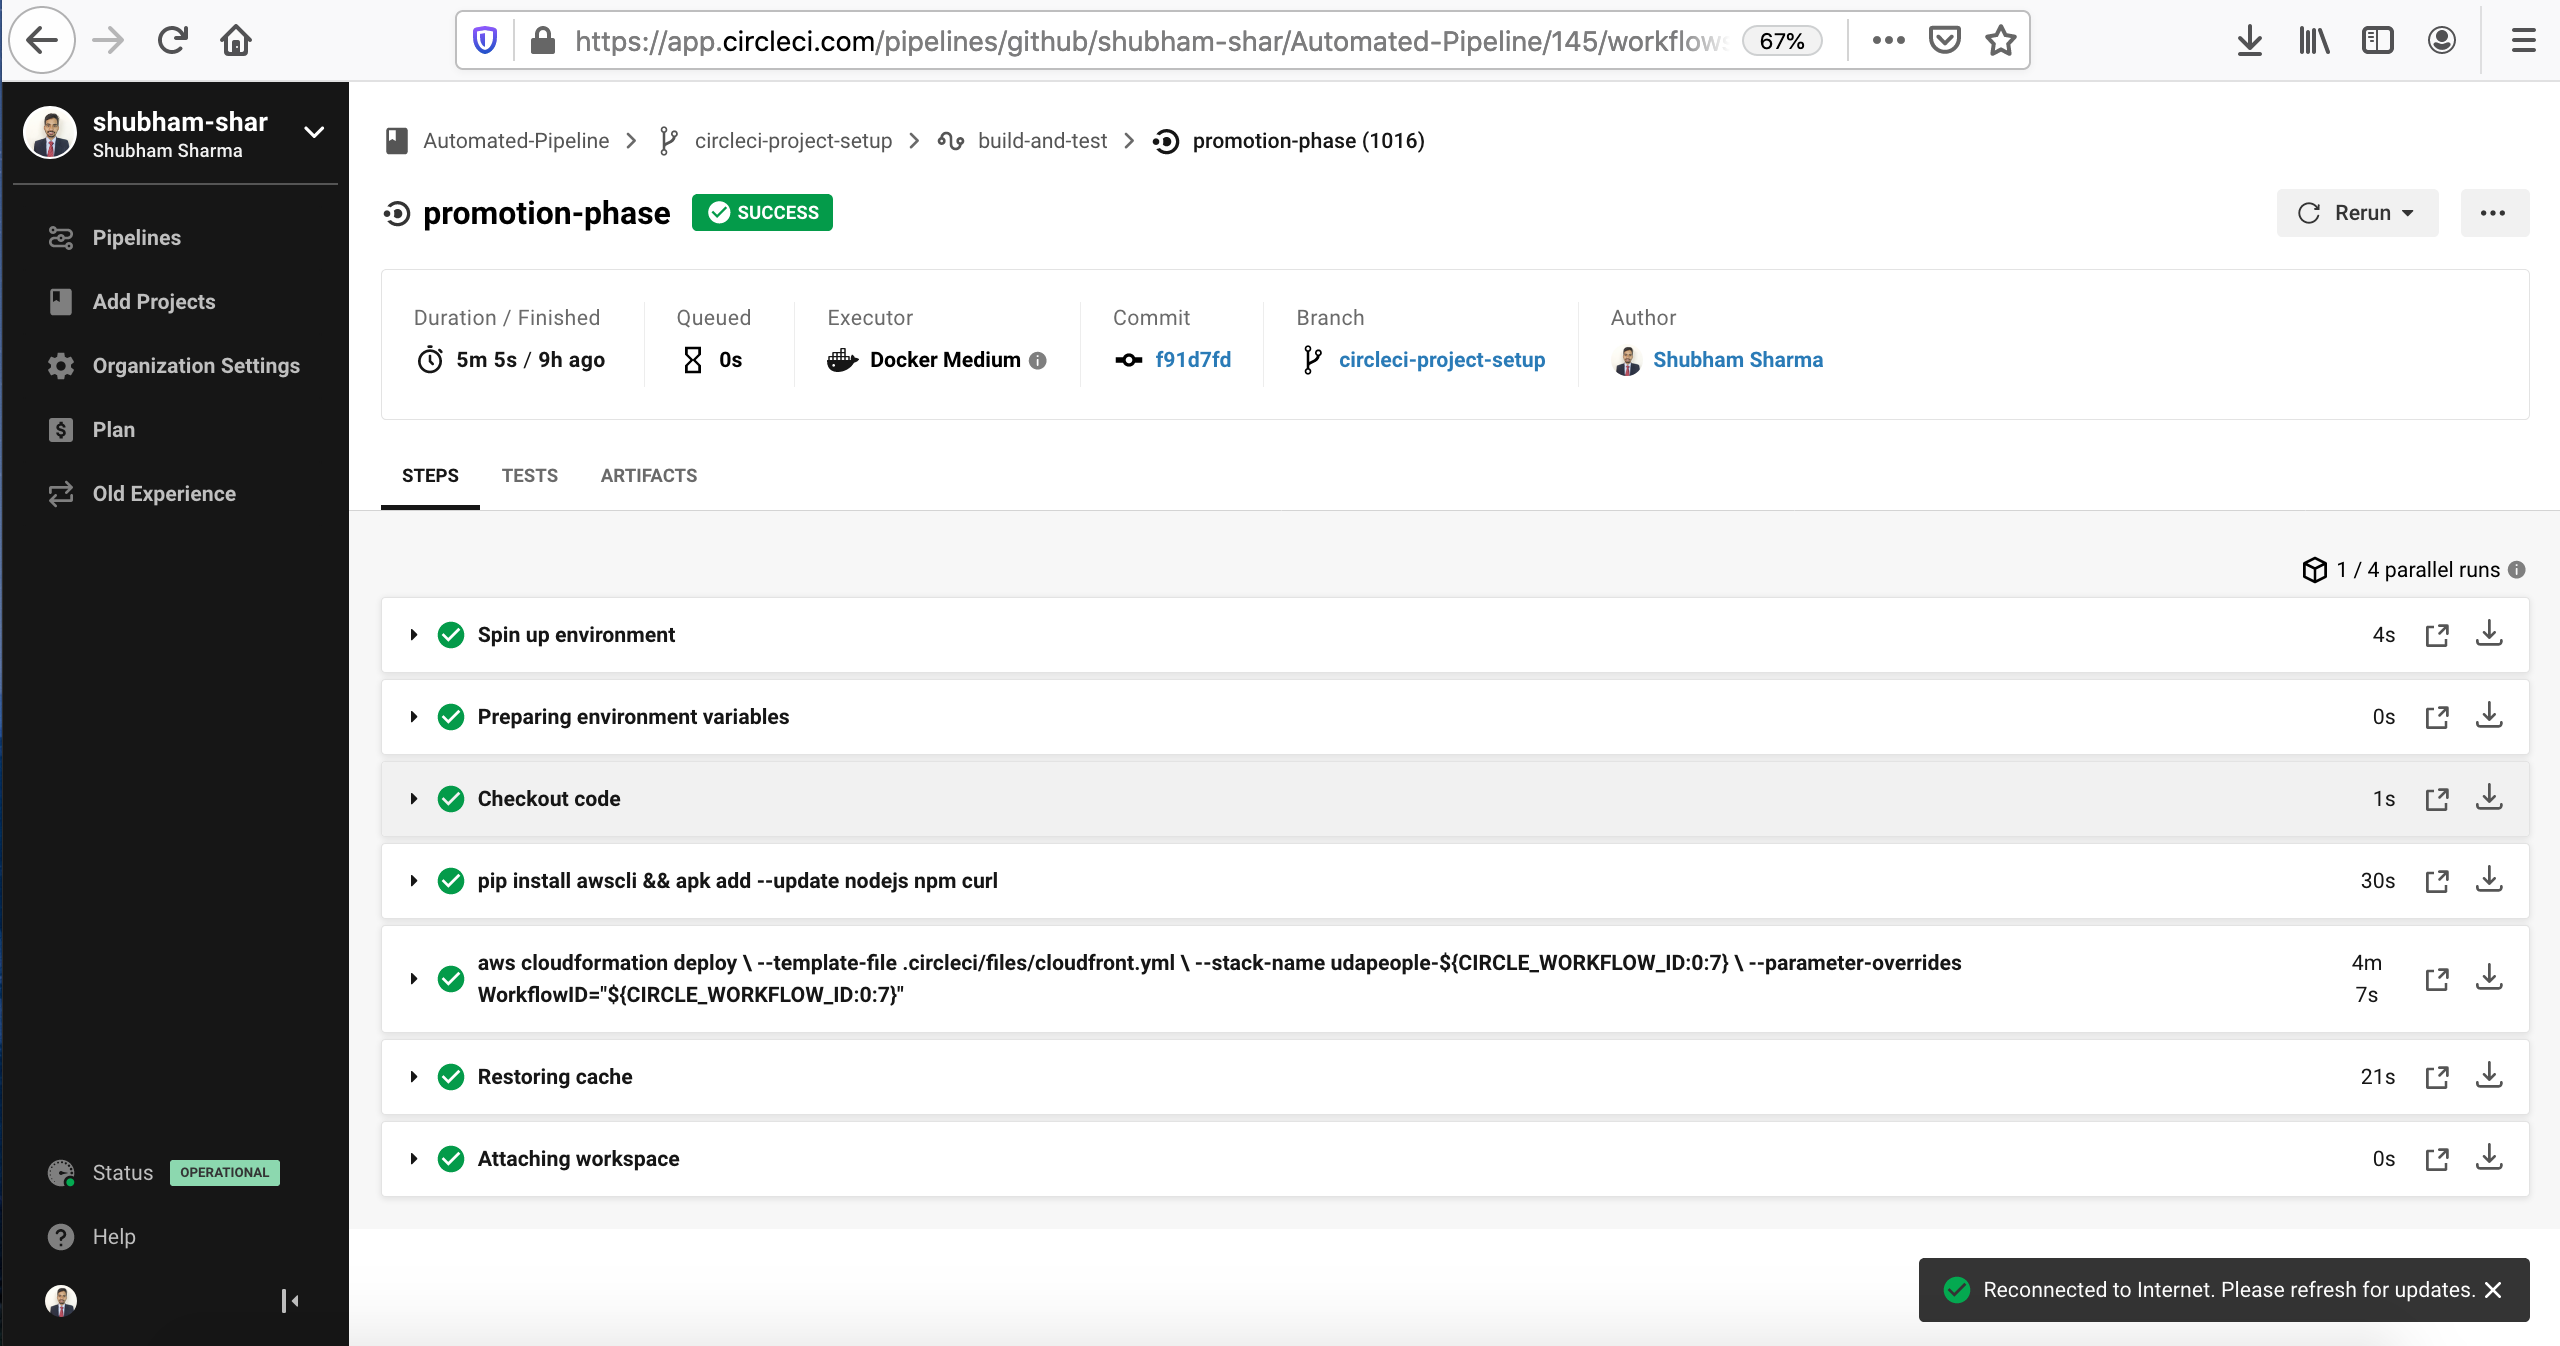 https://app.circleci.com/pipelines/github/shubham-shar/Automated-Pipeline/145/workflows
67%
shubham-shar
Shubham Sharma
Pipelines
Add Projects
Organization Settings
Plan
Old Experience
Status OPERATIONAL
Help
Automated-Pipeline circleci-project-setup build-and-test promotion-phase (1016)
promotion-phase SUCCESS
Rerun
Duration / Finished
5m 5s / 9h ago
Queued
0s
Executor
Docker Medium
Commit
f91d7fd
Branch
circleci-project-setup
Author
Shubham Sharma
STEPS TESTS ARTIFACTS
1 / 4 parallel runs
Spin up environment 4s
Preparing environment variables 0s
Checkout code 1s
pip install awscli && apk add --update nodejs npm curl 30s
aws cloudformation deploy \ --template-file .circleci/files/cloudfront.yml \ --stack-name udapeople-${CIRCLE_WORKFLOW_ID:0:7} \ --parameter-overrides
WorkflowID="${CIRCLE_WORKFLOW_ID:0:7}"
4m
7s
Restoring cache 21s
Attaching workspace 0s
Reconnected to Internet. Please refresh for updates.